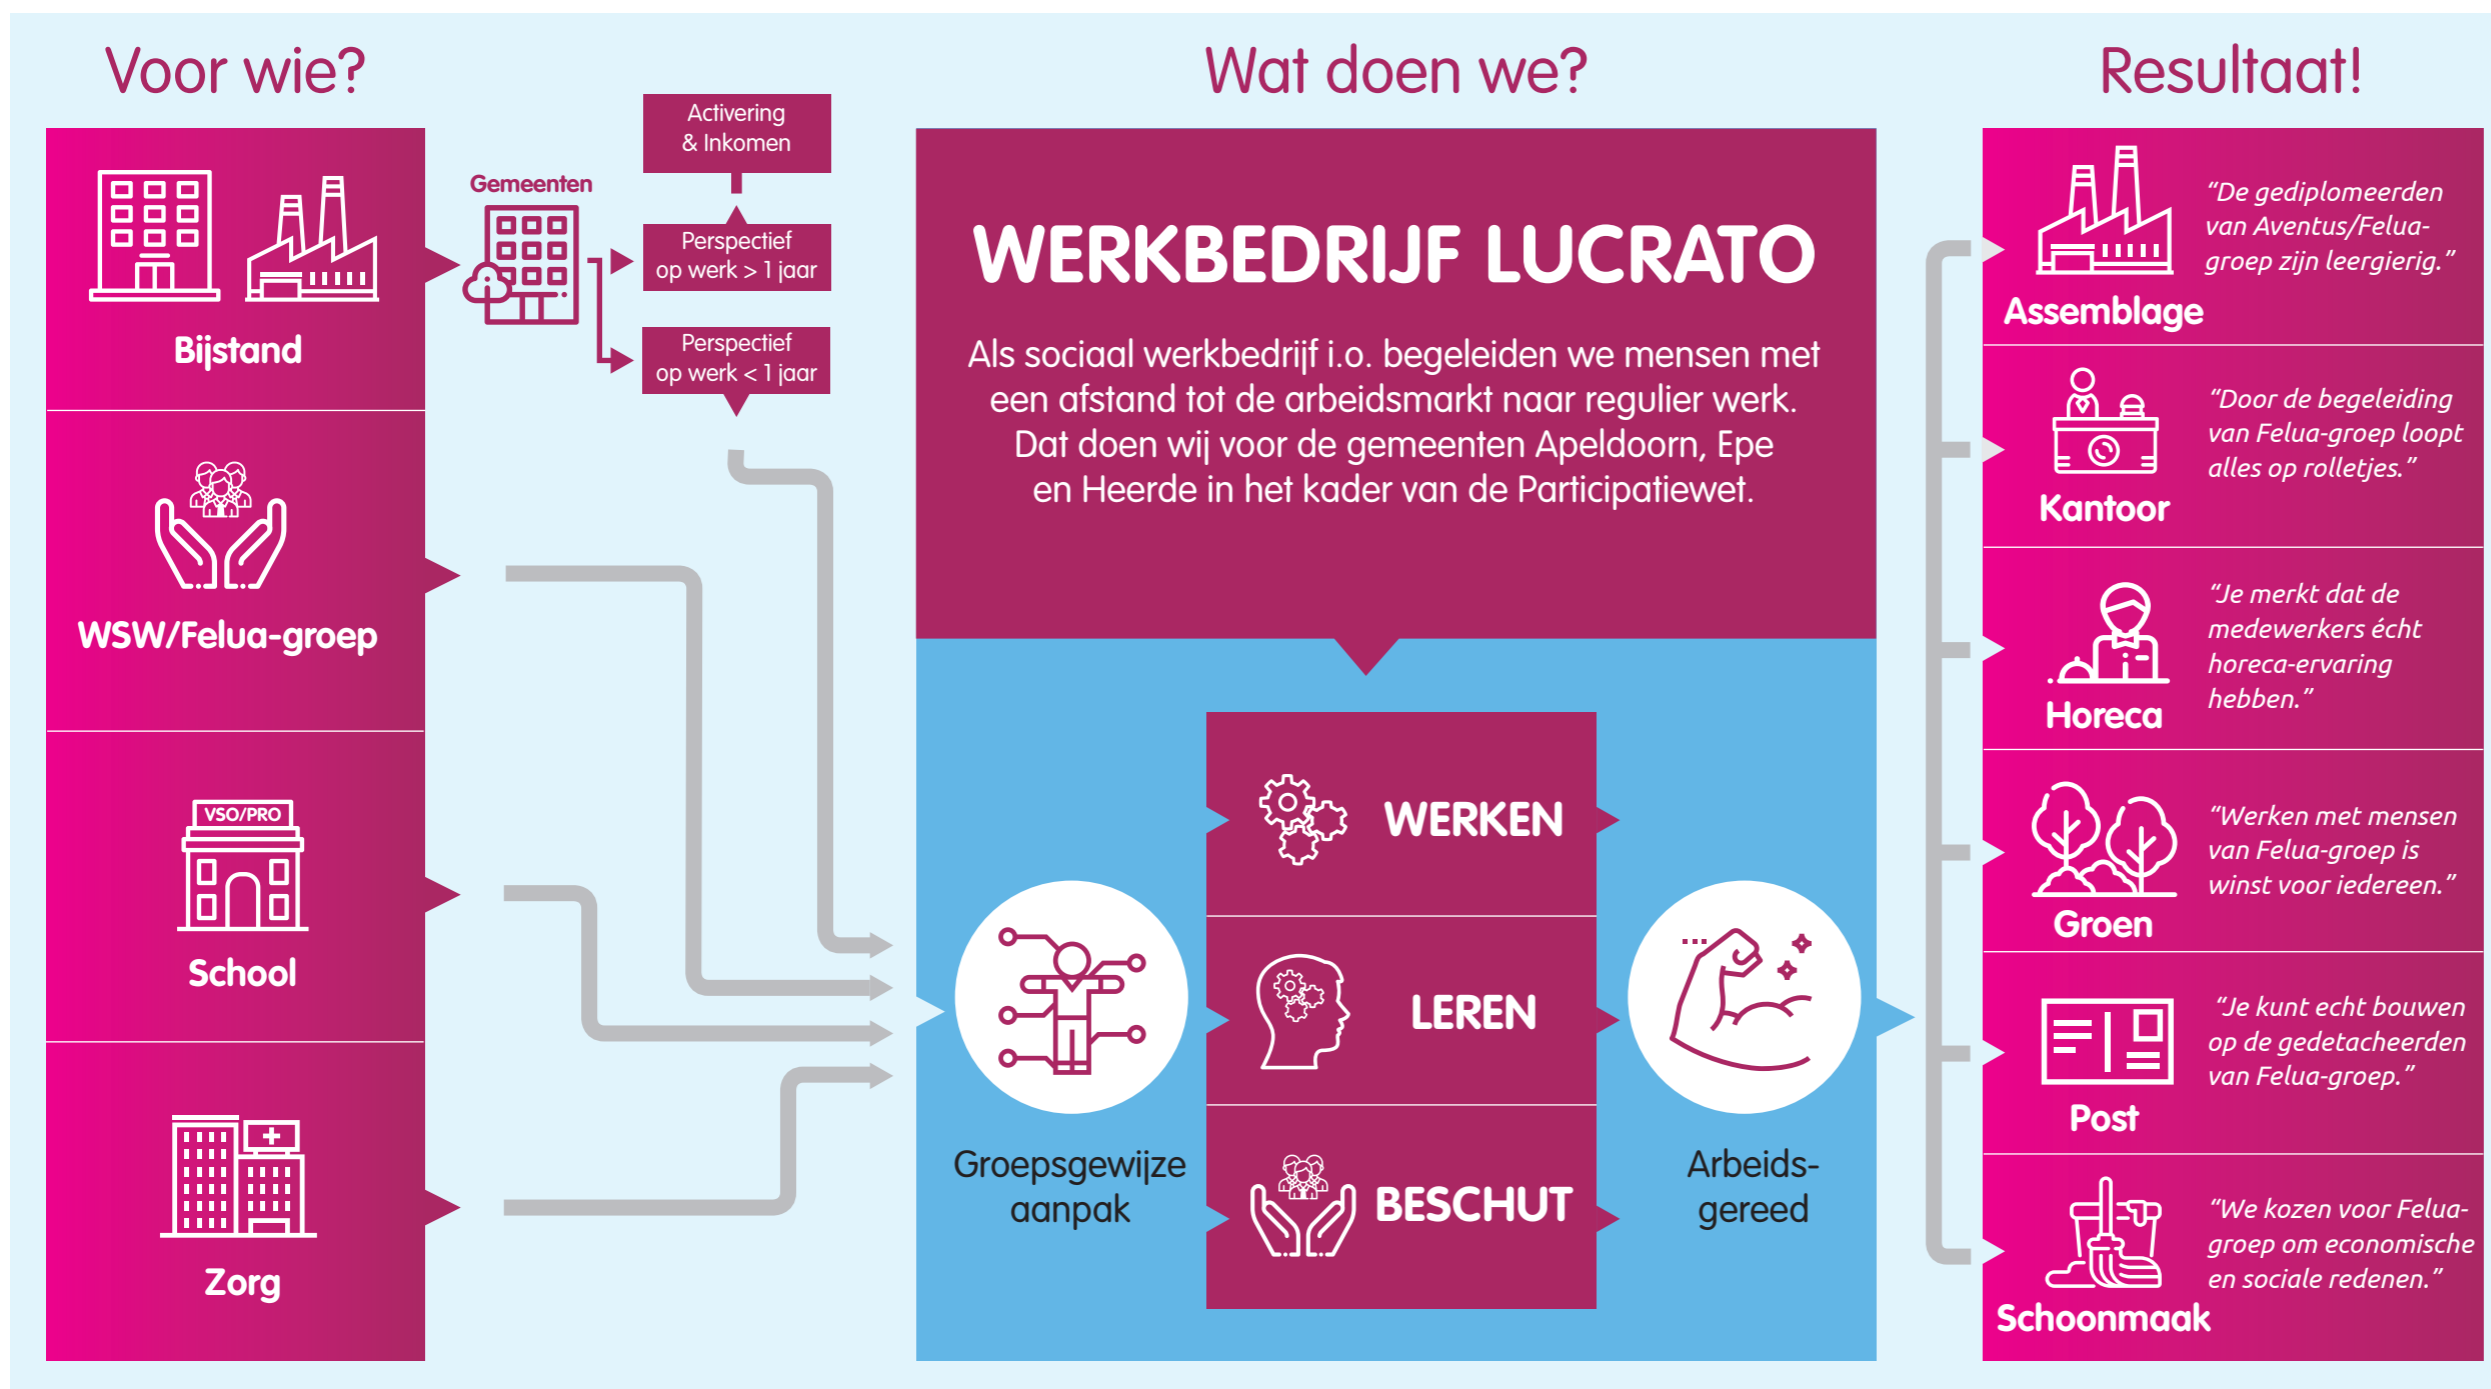 Voor wie?
Bijstand
WSW/Felua-groep
VSO/PRO
School
Zorg
Gemeenten
Activering
& Inkomen
Perspectief
op werk > 1 jaar
Perspectief
op werk < 1 jaar
Wat doen we?
WERKBEDRIJF LUCRATO
Als sociaal werkbedrijf i.o. begeleiden we mensen met
een afstand tot de arbeidsmarkt naar regulier werk.
Dat doen wij voor de gemeenten Apeldoorn, Epe
en Heerde in het kader van de Participatiewet.
Groepsgewijze
aanpak
WERKEN
LEREN
BESCHUT
Arbeids-
gereed
Resultaat!
Assemblage
“De gediplomeerden
van Aventus/Felua-
groep zijn leergierig.”
Kantoor
“Door de begeleiding
van Felua-groep loopt
alles op rolletjes.”
Horeca
“Je merkt dat de
medewerkers écht
horeca-ervaring
hebben.”
Groen
“Werken met mensen
van Felua-groep is
winst voor iedereen.”
Post
“Je kunt echt bouwen
op de gedetacheerden
van Felua-groep.”
Schoonmaak
“We kozen voor Felua-
groep om economische
en sociale redenen.”